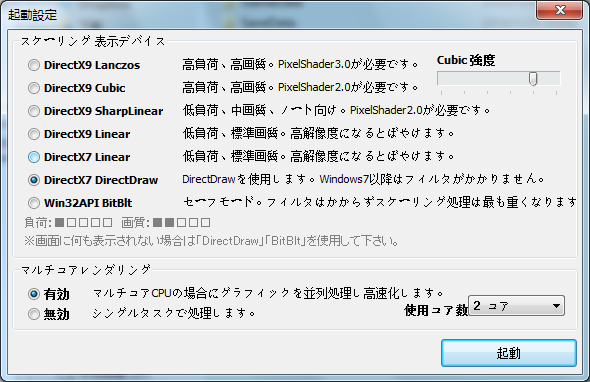 起動設定
スケーリング 表示デバイス
DirectX9 Lanczos 高負荷、高画質。PixelShader3.0が必要です。
Cubic 強度
DirectX9 Cubic 高負荷、高画質。PixelShader2.0が必要です。
DirectX9 SharpLinear 低負荷、中画質、ノート向け。PixelShader2.0が必要です。
DirectX9 Linear 低負荷、標準画質。高解像度になるとぼやけます。
DirectX7 Linear 低負荷、標準画質。高解像度になるとぼやけます。
DirectX7 DirectDraw DirectDrawを使用します。Windows7以降はフィルタがかかりません。
Win32API BitBlt セーフモード。フィルタはかからずスケーリング処理は最も重くなります
負荷：■□□□□ 画質：■■□□□
※画面に何も表示されない場合は「DirectDraw」「BitBlt」を使用して下さい。
マルチコアレンダリング
有効 マルチコアCPUの場合にグラフィックを並列処理し高速化します。
無効 シングルタスクで処理します。
使用コア数 2 コア
起動